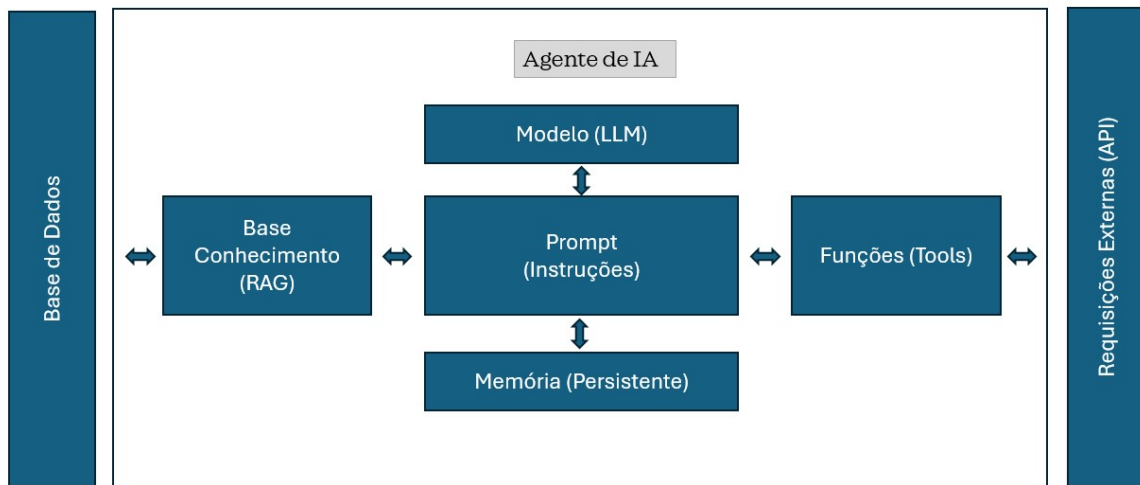 Agente de IA
Modelo (LLM)
Base de Dados
Base
Conhecimento
(RAG)
Prompt
(Instruções)
Funções (Tools)
Requisições Externas (API)
Memória (Persistente)